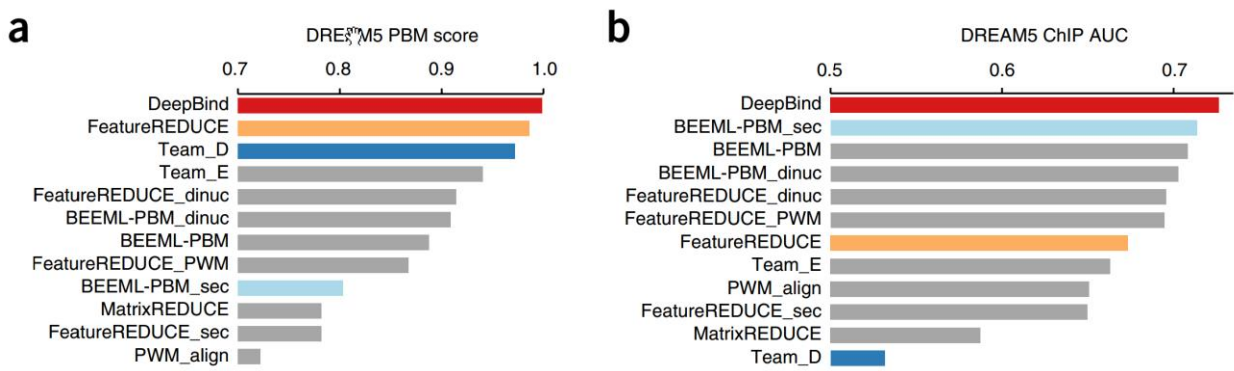 a
DREAM5 PBM score
0.7 0.8 0.9 1.0
DeepBind
FeatureREDUCE
Team_D
Team_E
FeatureREDUCE_dinuc
BEEML-PBM_dinuc
BEEML-PBM
FeatureREDUCE_PWM
BEEML-PBM_sec
MatrixREDUCE
FeatureREDUCE_sec
PWM_align
b
DREAM5 ChIP AUC
0.5 0.6 0.7
DeepBind
BEEML-PBM_sec
BEEML-PBM
BEEML-PBM_dinuc
FeatureREDUCE_dinuc
FeatureREDUCE_PWM
FeatureREDUCE
Team_E
PWM_align
FeatureREDUCE_sec
MatrixREDUCE
Team_D